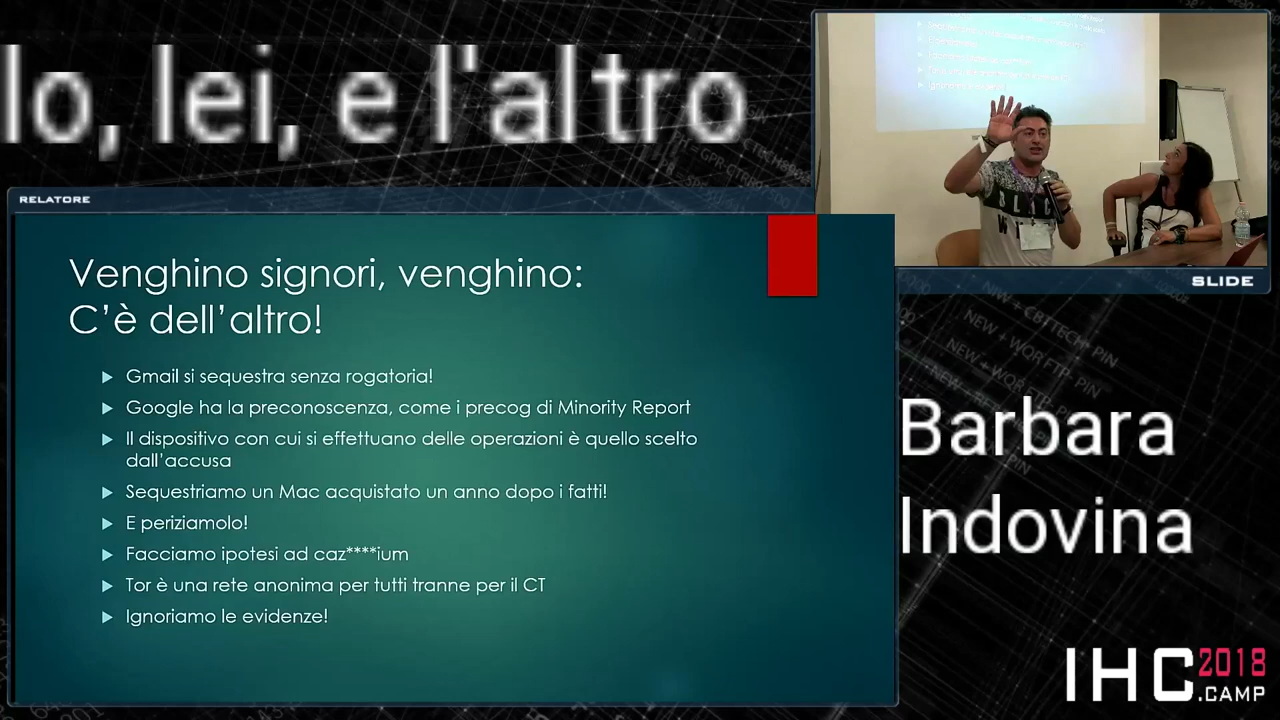 Io, lei, e l'altro
RELATORE
Venghino signori, venghino:
C'è dell'altro!
Gmail si sequestra senza rogatoria!
Google ha la preconoscenza, come i precog di Minority Report
Il dispositivo con cui si effettuano delle operazioni è quello scelto
dall'accusa
Sequestriamo un Mac acquistato un anno dopo i fatti!
E periziamolo!
Facciamo ipotesi ad caz****ium
Tor è una rete anonima per tutti tranne per il CT
Ignoriamo le evidenze!
SLIDE
Barbara
Indovina
IHC 2018
.CAMP